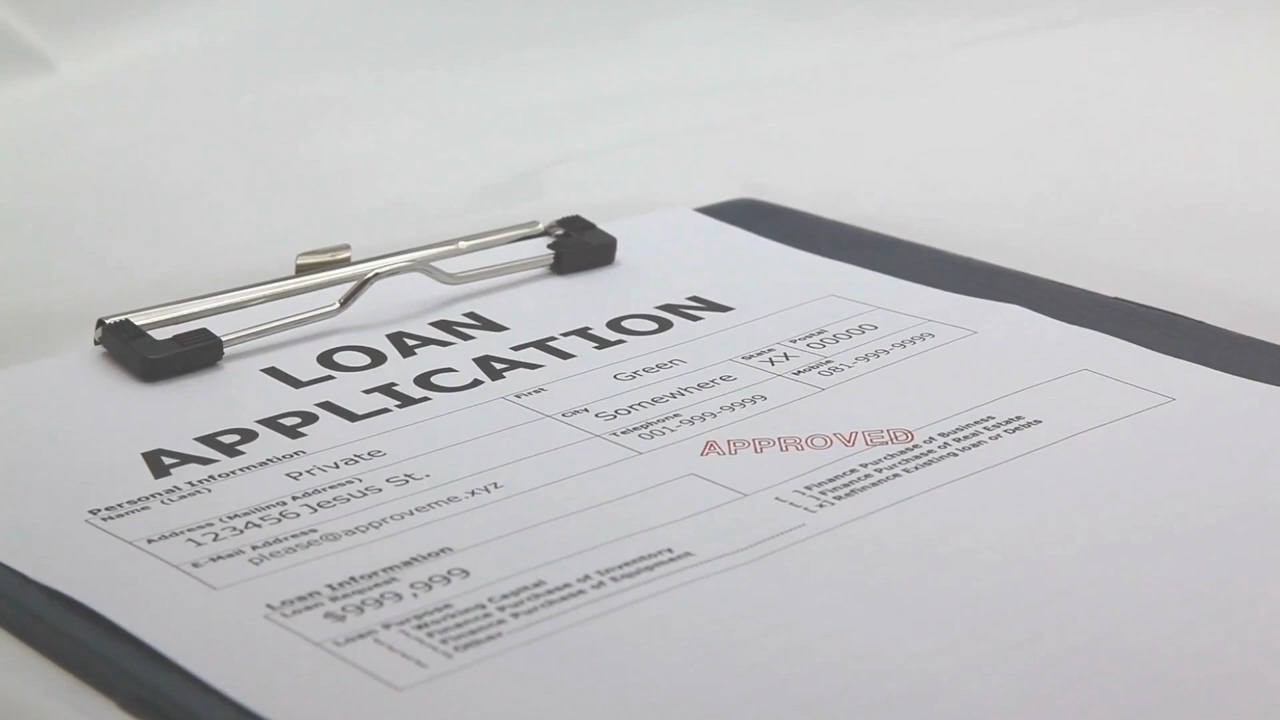 LOAN
APPLICATION
Personal Information
Name (Last) Private First Green
Address (Mailing Address) 123456 Jesus St. City Somewhere State XX Postal 00000
E-Mail Address please@approveme.xyz Telephone 001-999-9999 Mobile 081-999-9999
APPROVED
Loan Information
Loan Request
$999,999
Loan Purpose
[ ] Working Capital
[ ] Finance Purchase of Inventory
[ ] Finance Purchase of Equipment
[ ] Other
[ ] Finance Purchase of Business
[ ] Finance Purchase of Real Estate
[x] Refinance Existing loan or Debts